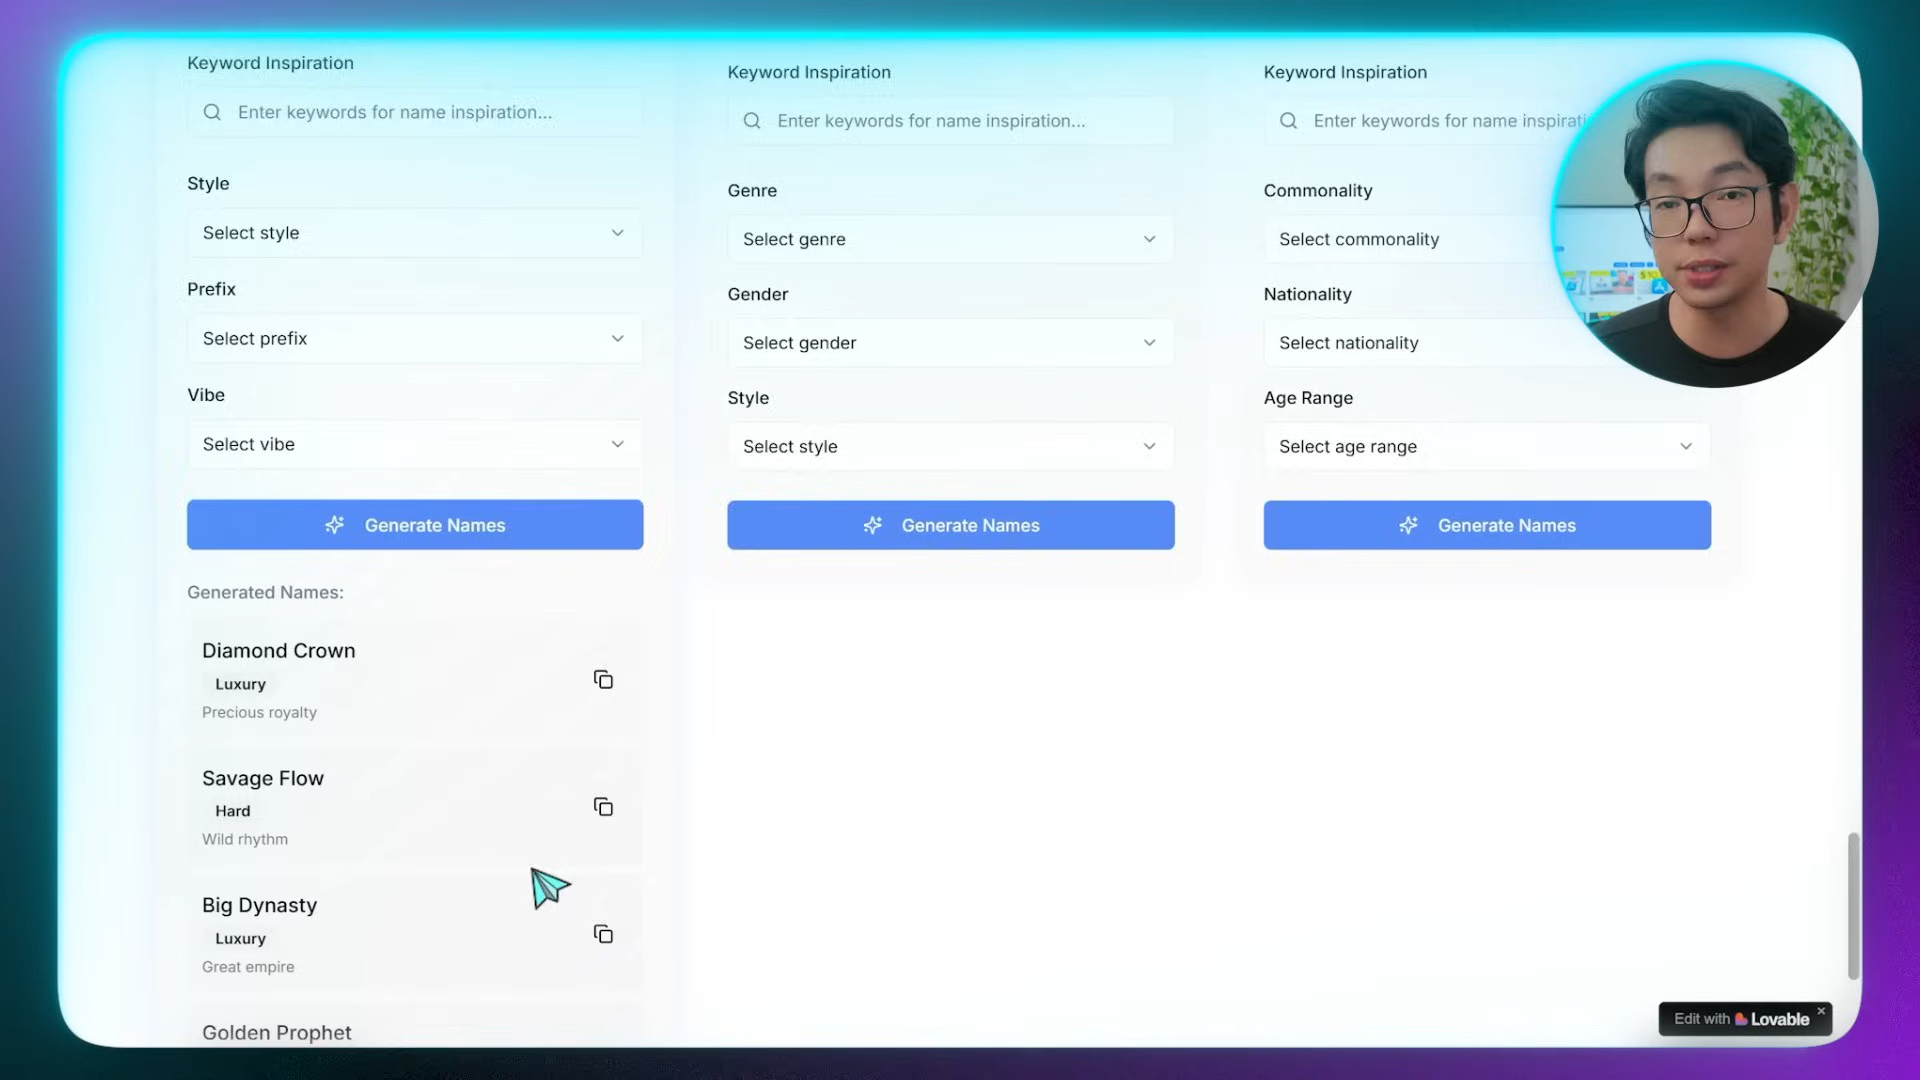 Keyword Inspiration
Enter keywords for name inspiration...
Style
Select style
Prefix
Select prefix
Vibe
Select vibe
Generate Names
Generated Names:
Diamond Crown
Luxury
Precious royalty
Savage Flow
Hard
Wild rhythm
Big Dynasty
Luxury
Great empire
Golden Prophet
Keyword Inspiration
Enter keywords for name inspiration...
Genre
Select genre
Gender
Select gender
Style
Select style
Generate Names
Keyword Inspiration
Enter keywords for name inspirati
Commonality
Select commonality
Nationality
Select nationality
Age Range
Select age range
Generate Names
Edit with Lovable